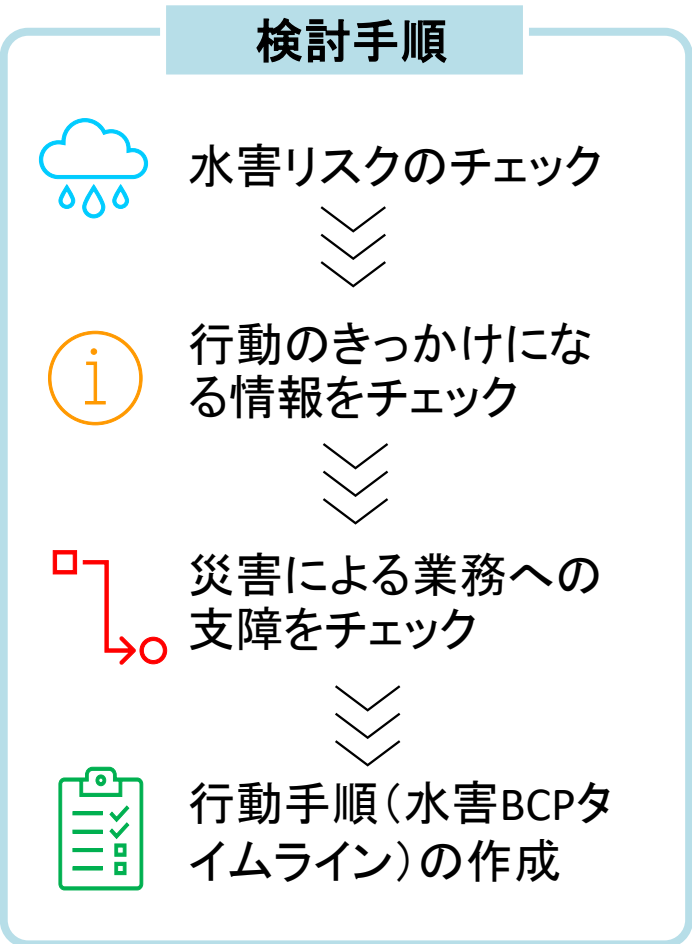 検討手順
水害リスクのチェック
行動のきっかけにな
る情報をチェック
災害による業務への
支障をチェック
行動手順（水害BCPタ
イムライン）の作成